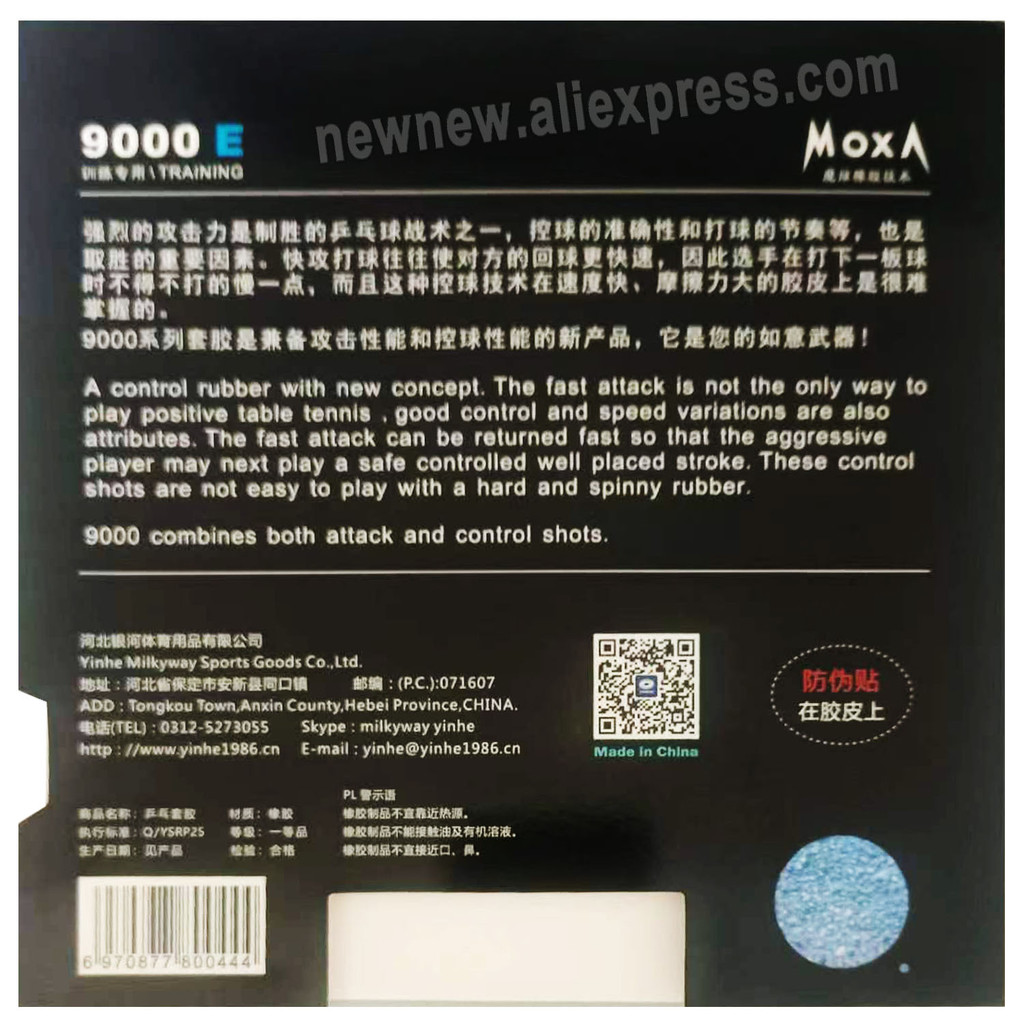 newnew.aliexpress.com
9000 E
训练专用\TRAINING
MOXA
魔炫橡胶技术
强烈的攻击力是制胜的乒乓球战术之一，控球的准确性和打球的节奏等，也是
取胜的重要因素。快攻打球往往使对方的回球更快速，因此选手在打下一板球
时不得不打的慢一点，而且这种控球技术在速度快、摩擦力大的胶皮上是很难
掌握的。
9000系列套胶是兼备攻击性能和控球性能的新产品，它是您的如意武器！
A control rubber with new concept. The fast attack is not the only way to
play positive table tennis , good control and speed variations are also
attributes. The fast attack can be returned fast so that the aggressive
player may next play a safe controlled well placed stroke. These control
shots are not easy to play with a hard and spinny rubber.
9000 combines both attack and control shots.
河北银河体育用品有限公司
Yinhe Milkyway Sports Goods Co.,Ltd.
地址：河北省保定市安新县同口镇 邮编：(P.C.):071607
ADD：Tongkou Town,Anxin County,Hebei Province,CHINA.
电话(TEL)：0312-5273055 Skype：milkyway yinhe
http：//www.yinhe1986.cn E-mail：yinhe@yinhe1986.cn
Made in China
防伪贴
在胶皮上
商品名称：乒乓套胶 材质：橡胶
执行标准：Q/YSRP25 等级：一等品
生产日期：见产品 检验：合格
PL 警示语
橡胶制品不宜靠近热源。
橡胶制品不能接触油及有机溶液。
橡胶制品不宜接近口、鼻。
6 970877 800444